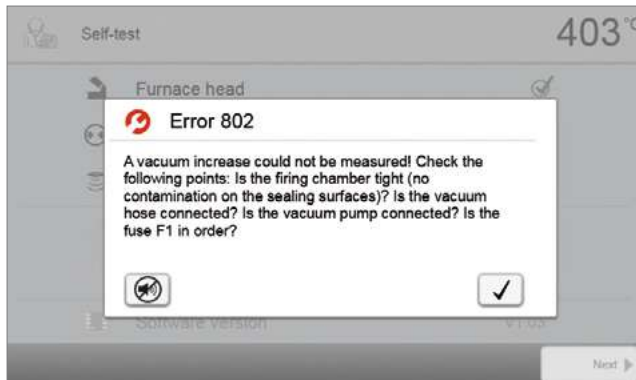 Self-test
403 °C
Furnace head
Error 802
A vacuum increase could not be measured! Check the
following points: Is the firing chamber tight (no
contamination on the sealing surfaces)? Is the vacuum
hose connected? Is the vacuum pump connected? Is the
fuse F1 in order?
Software version V1.03
Next